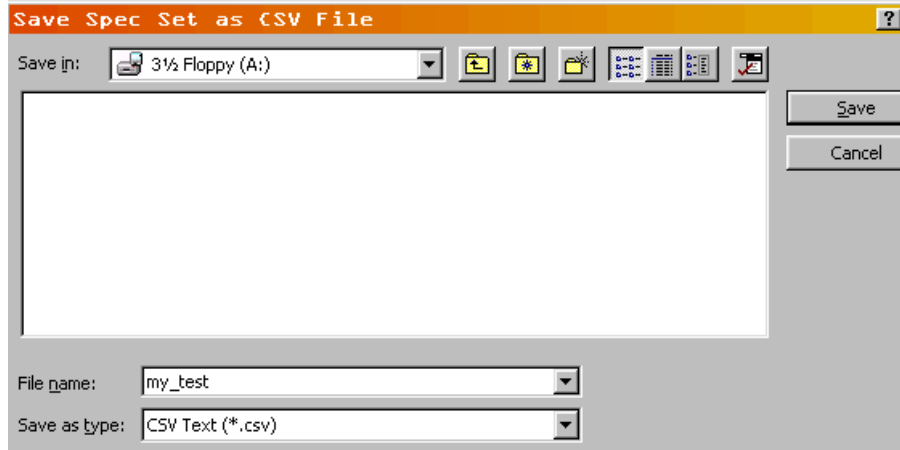 Save Spec Set as CSV File
?
Save in: 3½ Floppy (A:)
Save
Cancel
File name: my_test
Save as type: CSV Text (*.csv)